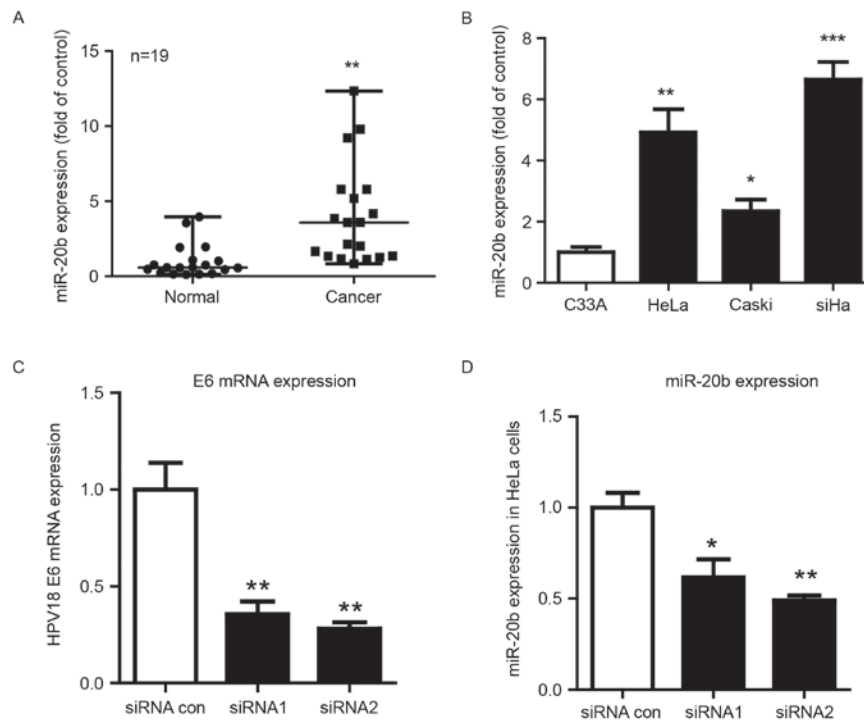 A
miR-20b expression (fold of control)
n=19
**
15
10
5
0
Normal
Cancer
B
miR-20b expression (fold of control)
8
6
4
2
0
**
*
***
C33A
HeLa
Caski
siHa
C
E6 mRNA expression
HPV18 E6 mRNA expression
1.5
1.0
0.5
0.0
**
**
siRNA con
siRNA1
siRNA2
D
miR-20b expression
miR-20b expression in HeLa cells
1.5
1.0
0.5
0.0
*
**
siRNA con
siRNA1
siRNA2